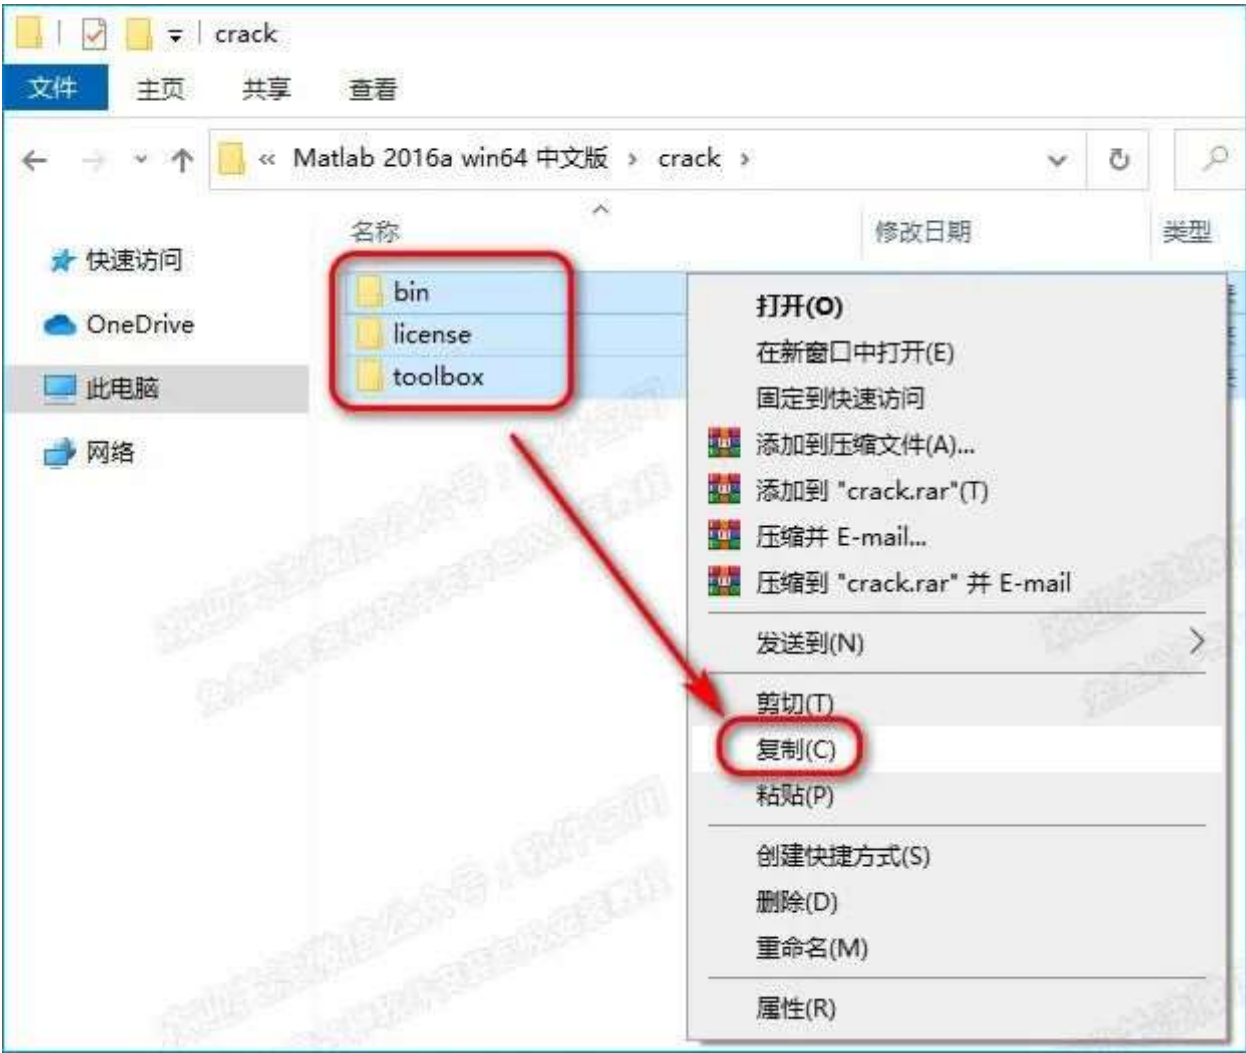 crack
文件 主页 共享 查看
« Matlab 2016a win64 中文版 › crack ›
名称 修改日期 类型
快速访问
OneDrive
此电脑
网络
bin
license
toolbox
打开(O)
在新窗口中打开(E)
固定到快速访问
添加到压缩文件(A)...
添加到 "crack.rar"(T)
压缩并 E-mail...
压缩到 "crack.rar" 并 E-mail
发送到(N)
剪切(T)
复制(C)
粘贴(P)
创建快捷方式(S)
删除(D)
重命名(M)
属性(R)